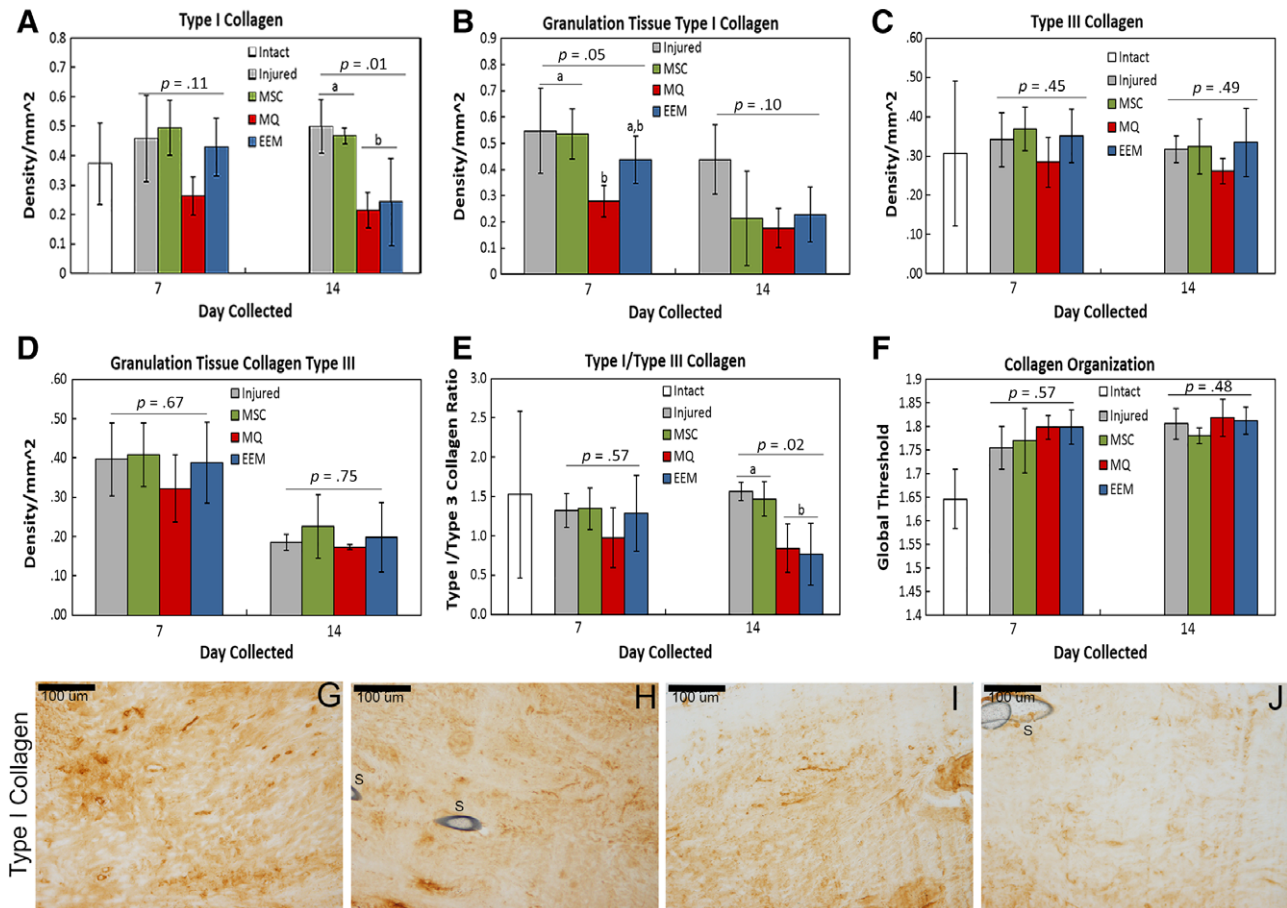 A
Type I Collagen
Density/mm^2
0.8
0.7
0.6
0.5
0.4
0.3
0.2
0.1
0
Intact
Injured
MSC
MQ
EEM
p = .11
p = .01
a
b
7
14
Day Collected
B
Granulation Tissue Type I Collagen
Density/mm^2
0.9
0.8
0.7
0.6
0.5
0.4
0.3
0.2
0.1
0
Injured
MSC
MQ
EEM
p = .05
a
a,b
b
p = .10
7
14
Day Collected
C
Type III Collagen
Density/mm^2
.60
.50
.40
.30
.20
.10
.00
Intact
Injured
MSC
MQ
EEM
p = .45
p = .49
7
14
Day Collected
D
Granulation Tissue Collagen Type III
Density/mm^2
.60
.50
.40
.30
.20
.10
.00
Injured
MSC
MQ
EEM
p = .67
p = .75
7
14
Day Collected
E
Type I/Type III Collagen
Type I/Type 3 Collagen Ratio
3.0
2.5
2.0
1.5
1.0
0.5
0.0
Intact
Injured
MSC
MQ
EEM
p = .57
p = .02
a
b
7
14
Day Collected
F
Collagen Organization
Global Threshold
1.9
1.85
1.8
1.75
1.7
1.65
1.6
1.55
1.5
1.45
1.4
Intact
Injured
MSC
MQ
EEM
p = .57
p = .48
7
14
Day Collected
Type I Collagen
100 um
G
100 um
H
S
S
100 um
I
100 um
J
S